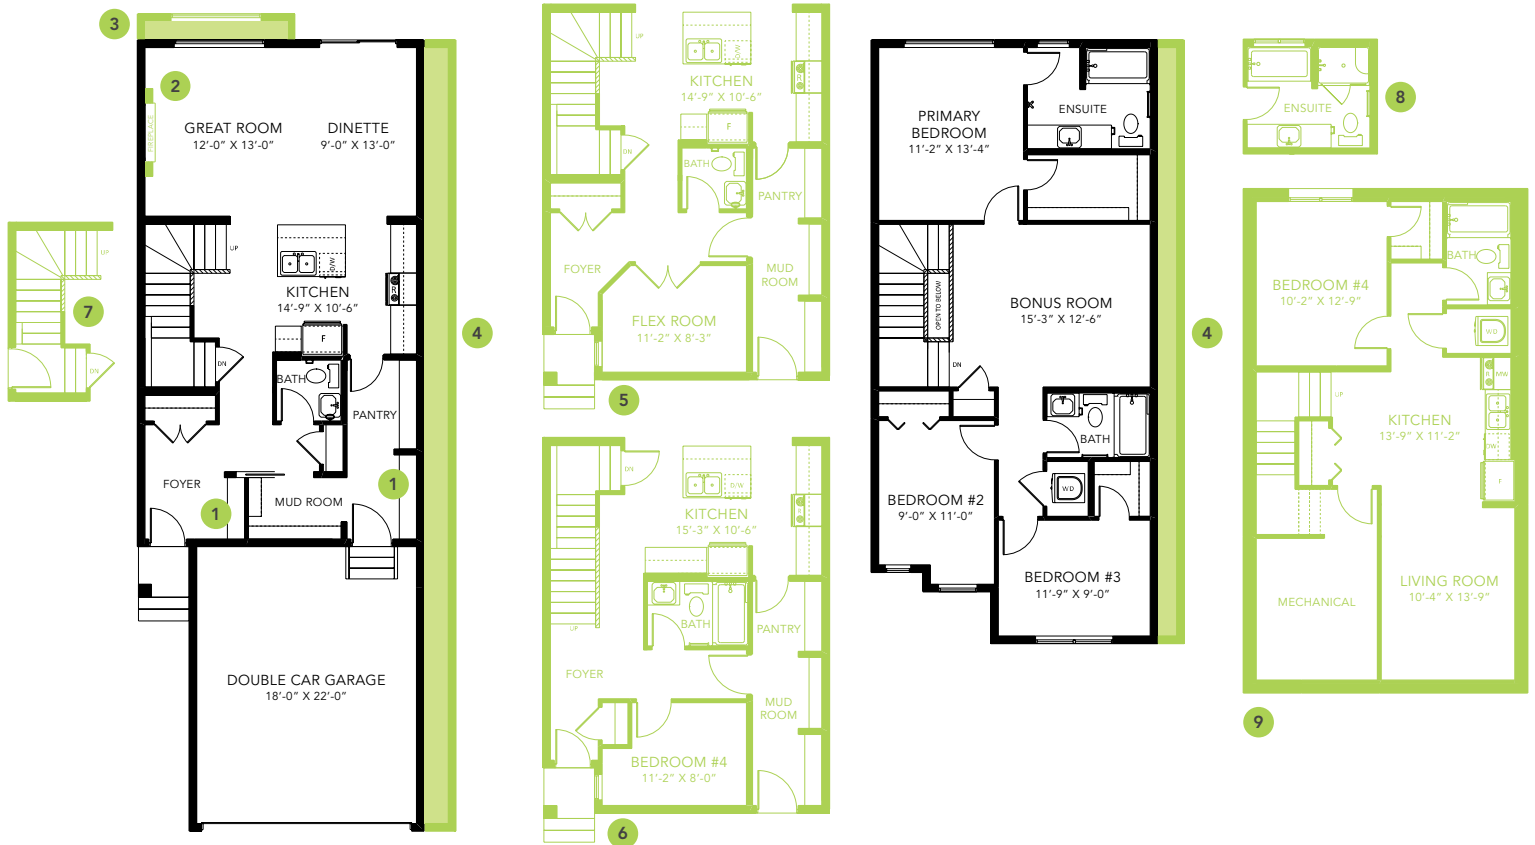 3
2
FIREPLACE
GREAT ROOM
12'-0" X 13'-0"
DINETTE
9'-0" X 13'-0"
UP
D/W
R
KITCHEN
14'-9" X 10'-6"
F
DN
BATH
PANTRY
FOYER
1
MUD ROOM
1
DOUBLE CAR GARAGE
18'-0" X 22'-0"
4
UP
7
DN
UP
D/W
R
KITCHEN
14'-9" X 10'-6"
F
DN
BATH
PANTRY
FOYER
MUD
ROOM
FLEX ROOM
11'-2" X 8'-3"
5
DN
D/W
R
KITCHEN
15'-3" X 10'-6"
F
UP
BATH
PANTRY
FOYER
MUD
ROOM
BEDROOM #4
11'-2" X 8'-0"
6
PRIMARY
BEDROOM
11'-2" X 13'-4"
ENSUITE
OPEN TO BELOW
BONUS ROOM
15'-3" X 12'-6"
DN
BATH
BEDROOM #2
9'-0" X 11'-0"
WD
BEDROOM #3
11'-9" X 9'-0"
4
ENSUITE
8
BEDROOM #4
10'-2" X 12'-9"
BATH
WD
R
MW
UP
KITCHEN
13'-9" X 11'-2"
DW
F
MECHANICAL
LIVING ROOM
10'-4" X 13'-9"
9